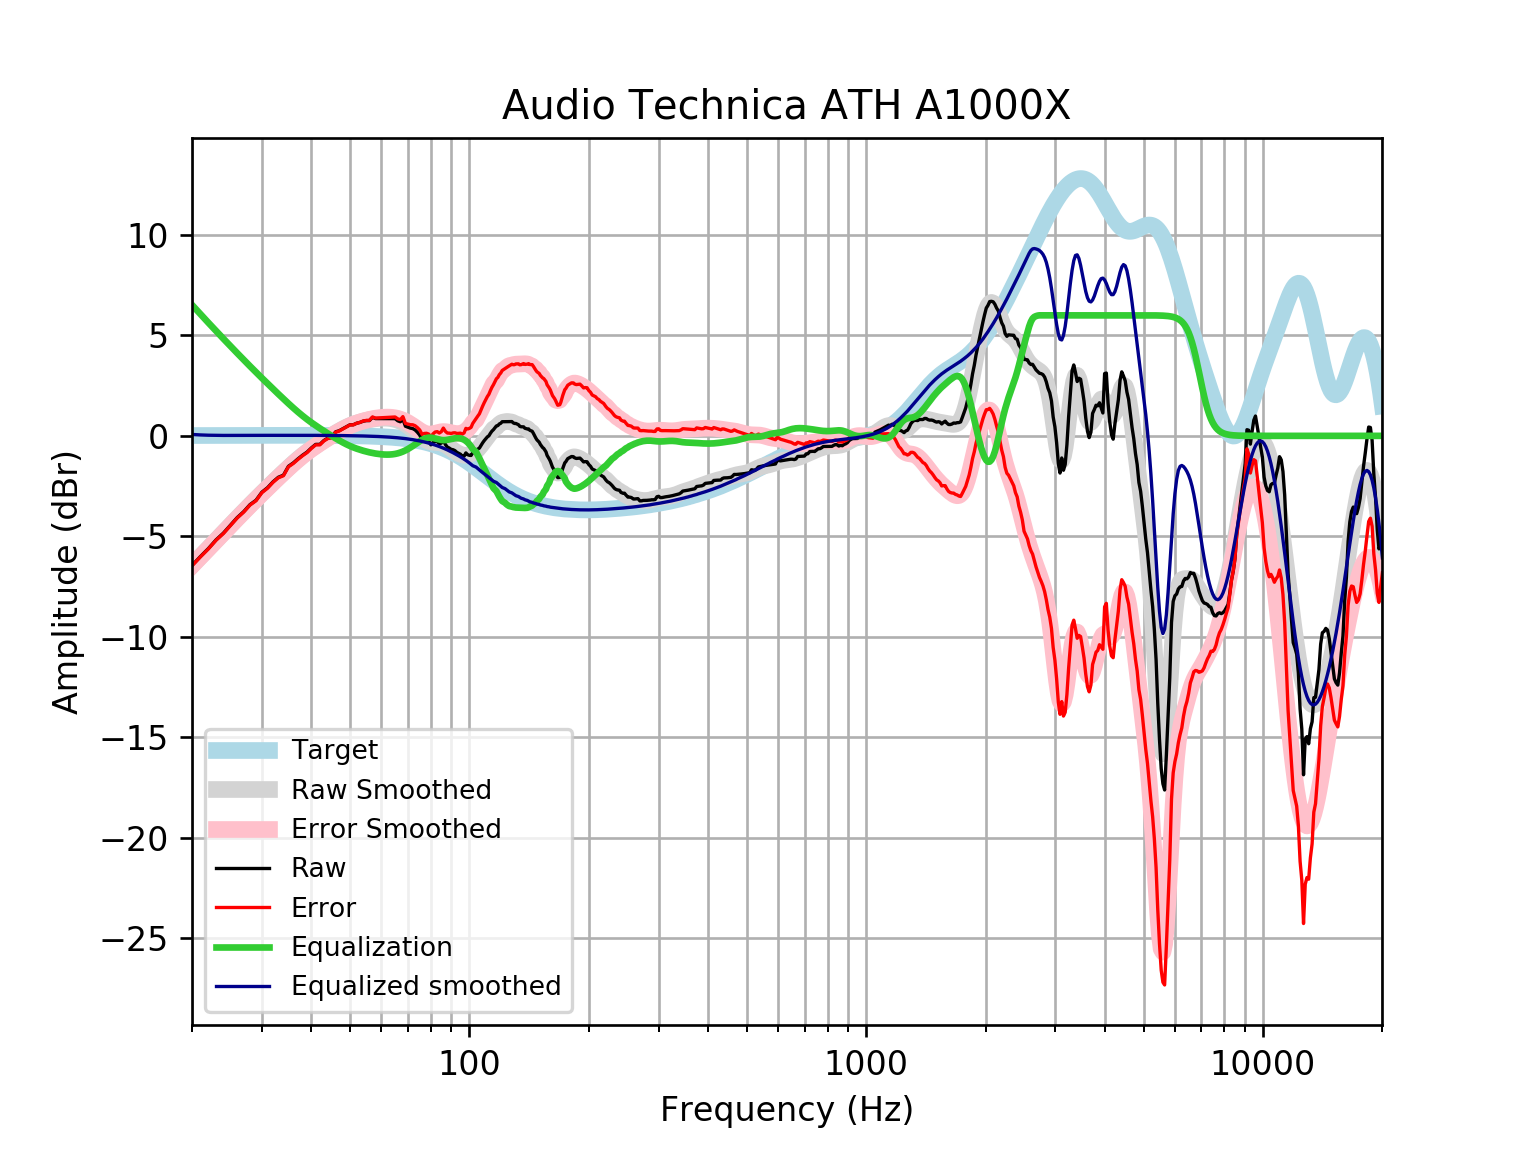 Audio Technica ATH A1000X
Amplitude (dBr)
10
5
0
−5
−10
−15
−20
−25
Target
Raw Smoothed
Error Smoothed
Raw
Error
Equalization
Equalized smoothed
100
1000
10000
Frequency (Hz)